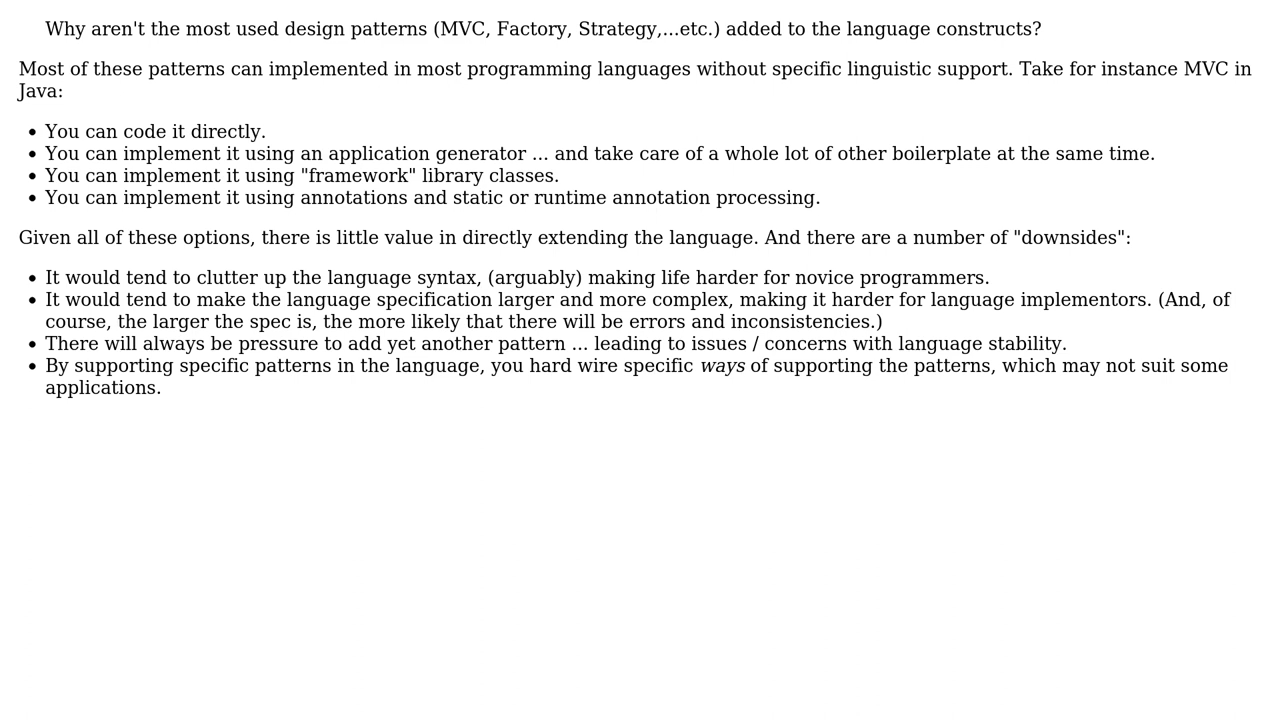 Why aren't the most used design patterns (MVC, Factory, Strategy,...etc.) added to the language constructs?
Most of these patterns can implemented in most programming languages without specific linguistic support. Take for instance MVC in
Java:
• You can code it directly.
• You can implement it using an application generator ... and take care of a whole lot of other boilerplate at the same time.
• You can implement it using "framework" library classes.
• You can implement it using annotations and static or runtime annotation processing.
Given all of these options, there is little value in directly extending the language. And there are a number of "downsides":
• It would tend to clutter up the language syntax, (arguably) making life harder for novice programmers.
• It would tend to make the language specification larger and more complex, making it harder for language implementors. (And, of
course, the larger the spec is, the more likely that there will be errors and inconsistencies.)
• There will always be pressure to add yet another pattern ... leading to issues / concerns with language stability.
• By supporting specific patterns in the language, you hard wire specific ways of supporting the patterns, which may not suit some
applications.